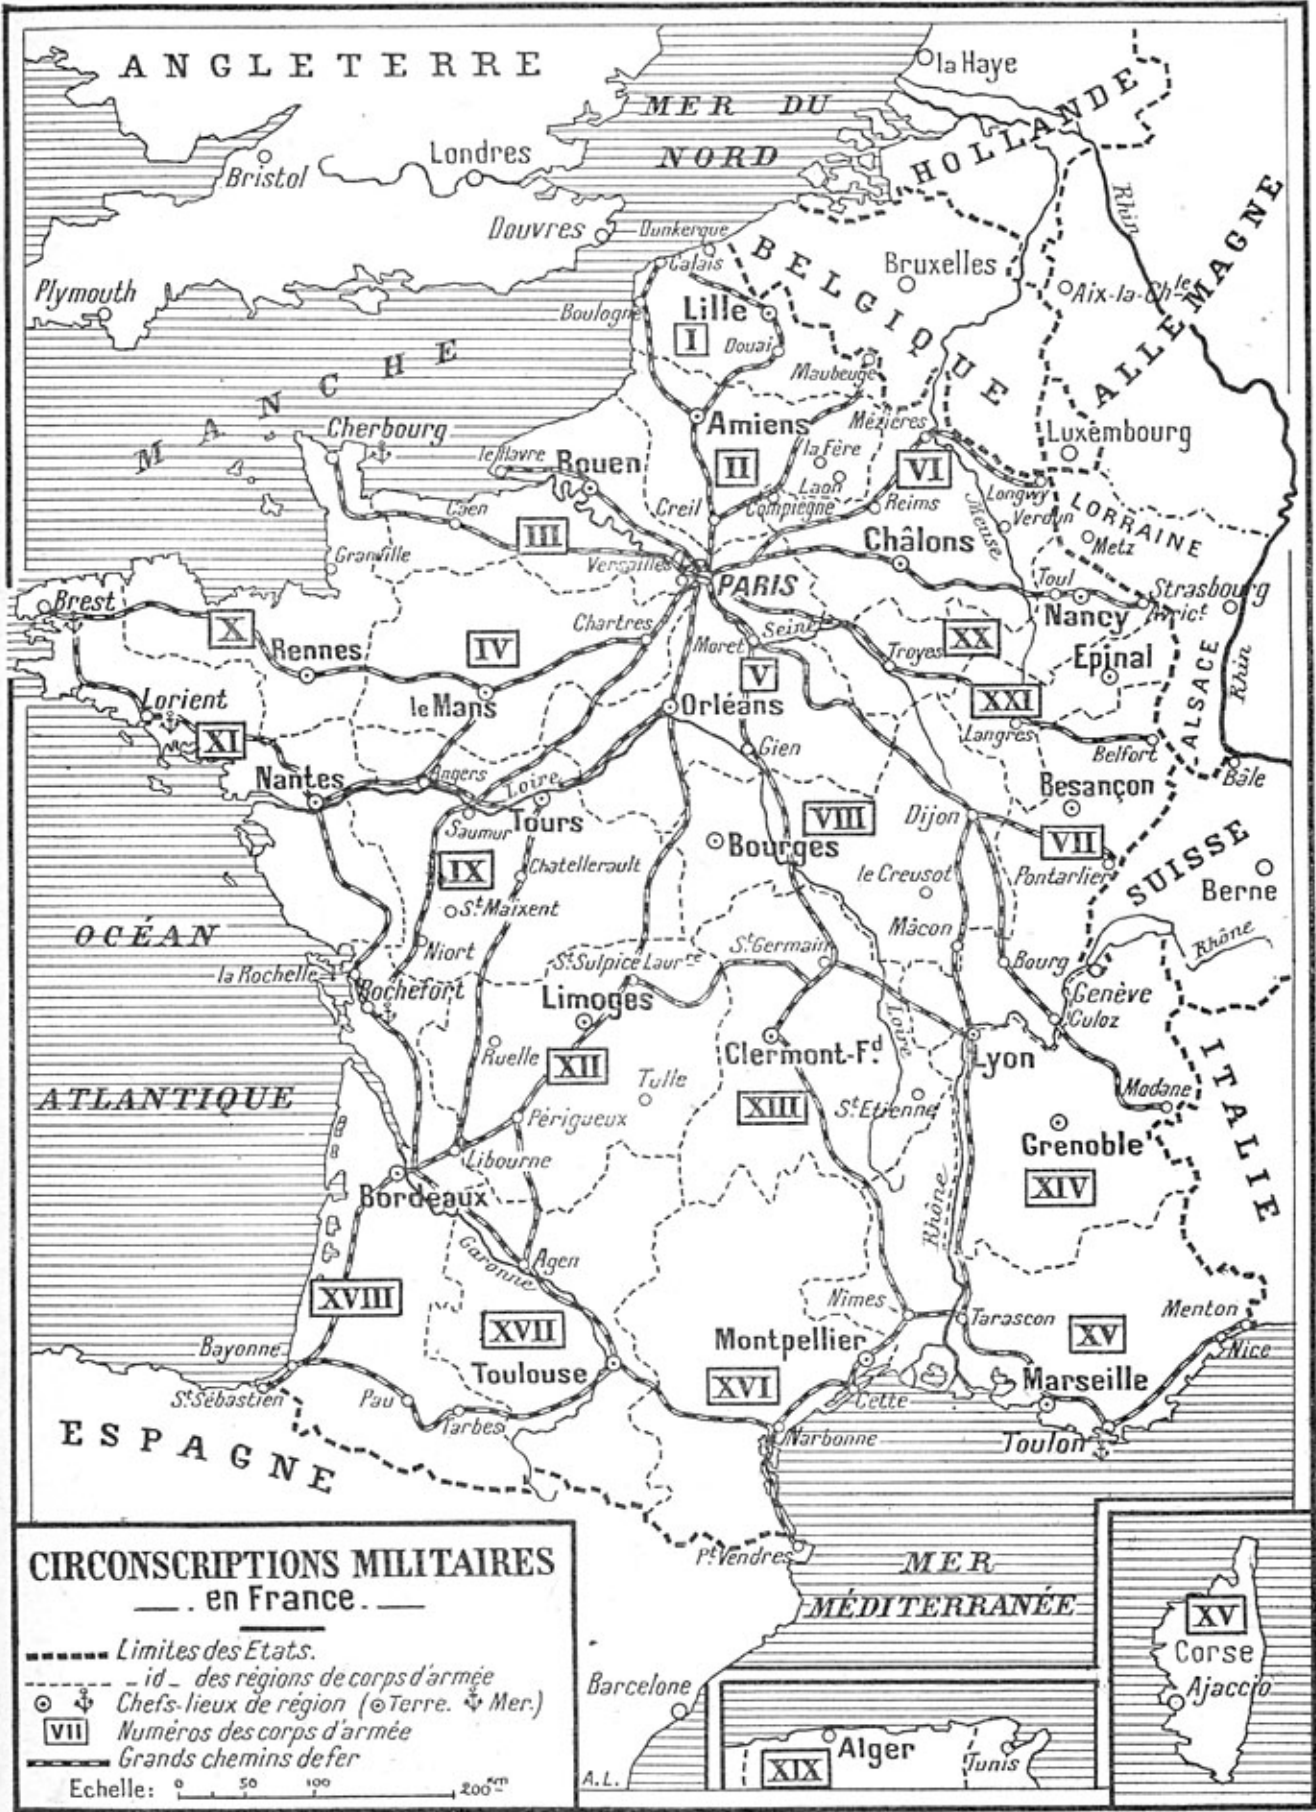 ANGLETERRE
la Haye
MER DU
NORD
HOLLANDE
Londres
Bristol
Rhin
Douvres
Dunkerque
BELGIQUE
Bruxelles
Calais
Plymouth
Aix-la-Ch.lle
ALLEMAGNE
Boulogne
Lille
I
Douai
MANCHE
Maubeuge
Cherbourg
Amiens
Mézières
Luxembourg
le Havre
Rouen
II
la Fère
VI
Laon
Longwy
LORRAINE
Creil
Compiègne
Reims
Meuse
Verdun
Caen
III
Châlons
Metz
Granville
Versailles
PARIS
Toul
Strasbourg
Brest
Nancy
Avric.t
X
Chartres
Seine
XX
Rennes
IV
Moret
Troyes
Epinal
V
ALSACE
Rhin
Lorient
le Mans
Orléans
XXI
XI
Langres
Belfort
Gien
Bâle
Nantes
Angers
Loire
Besançon
Saumur
Tours
VIII
Dijon
Bourges
VII
SUISSE
IX
Chatellerault
le Creusot
Pontarlier
Berne
St Maixent
OCÉAN
Mâcon
Niort
St Germain
Rhône
la Rochelle
St Sulpice Laur.re
Bourg
Rochefort
Limoges
Genève
Culoz
Loire
Ruelle
Clermont-F.d
Lyon
ITALIE
XII
ATLANTIQUE
Tulle
XIII
St Etienne
Modane
Périgueux
Grenoble
Libourne
Bordeaux
XIV
Rhône
Garonne
Agen
XVIII
Nîmes
Tarascon
Menton
XVII
XV
Bayonne
Montpellier
Nice
Toulouse
XVI
Marseille
St Sébastien
Pau
Cette
Tarbes
Narbonne
Toulon
ESPAGNE
Pt Vendres
MER
MÉDITERRANÉE
CIRCONSCRIPTIONS MILITAIRES
en France.
Limites des Etats.
_ id _ des régions de corps d'armée
Chefs-lieux de région (Terre. Mer.)
VII Numéros des corps d'armée
Grands chemins de fer
Echelle: 0 50 100 200 km
Barcelone
A.L.
Alger
XIX
Tunis
XV
Corse
Ajaccio